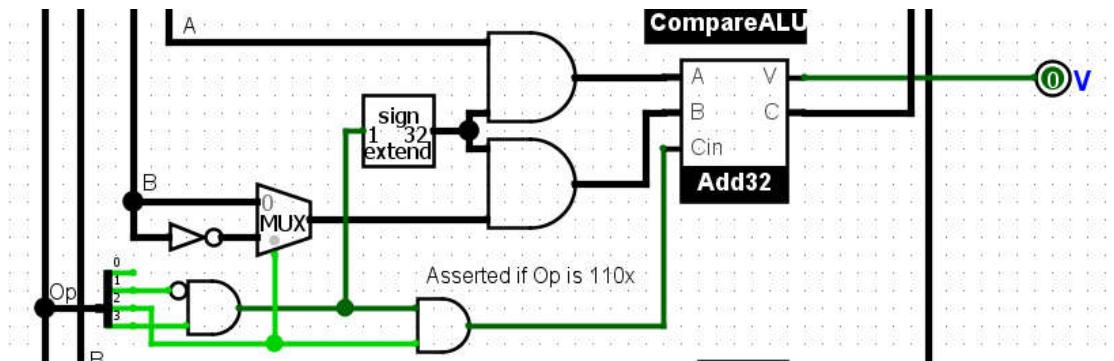 A
CompareALU
A V
B C
Cin
Add32
0 V
sign
1 32
extend
B
0
MUX
Asserted if Op is 110x
Op
0
1
2
3